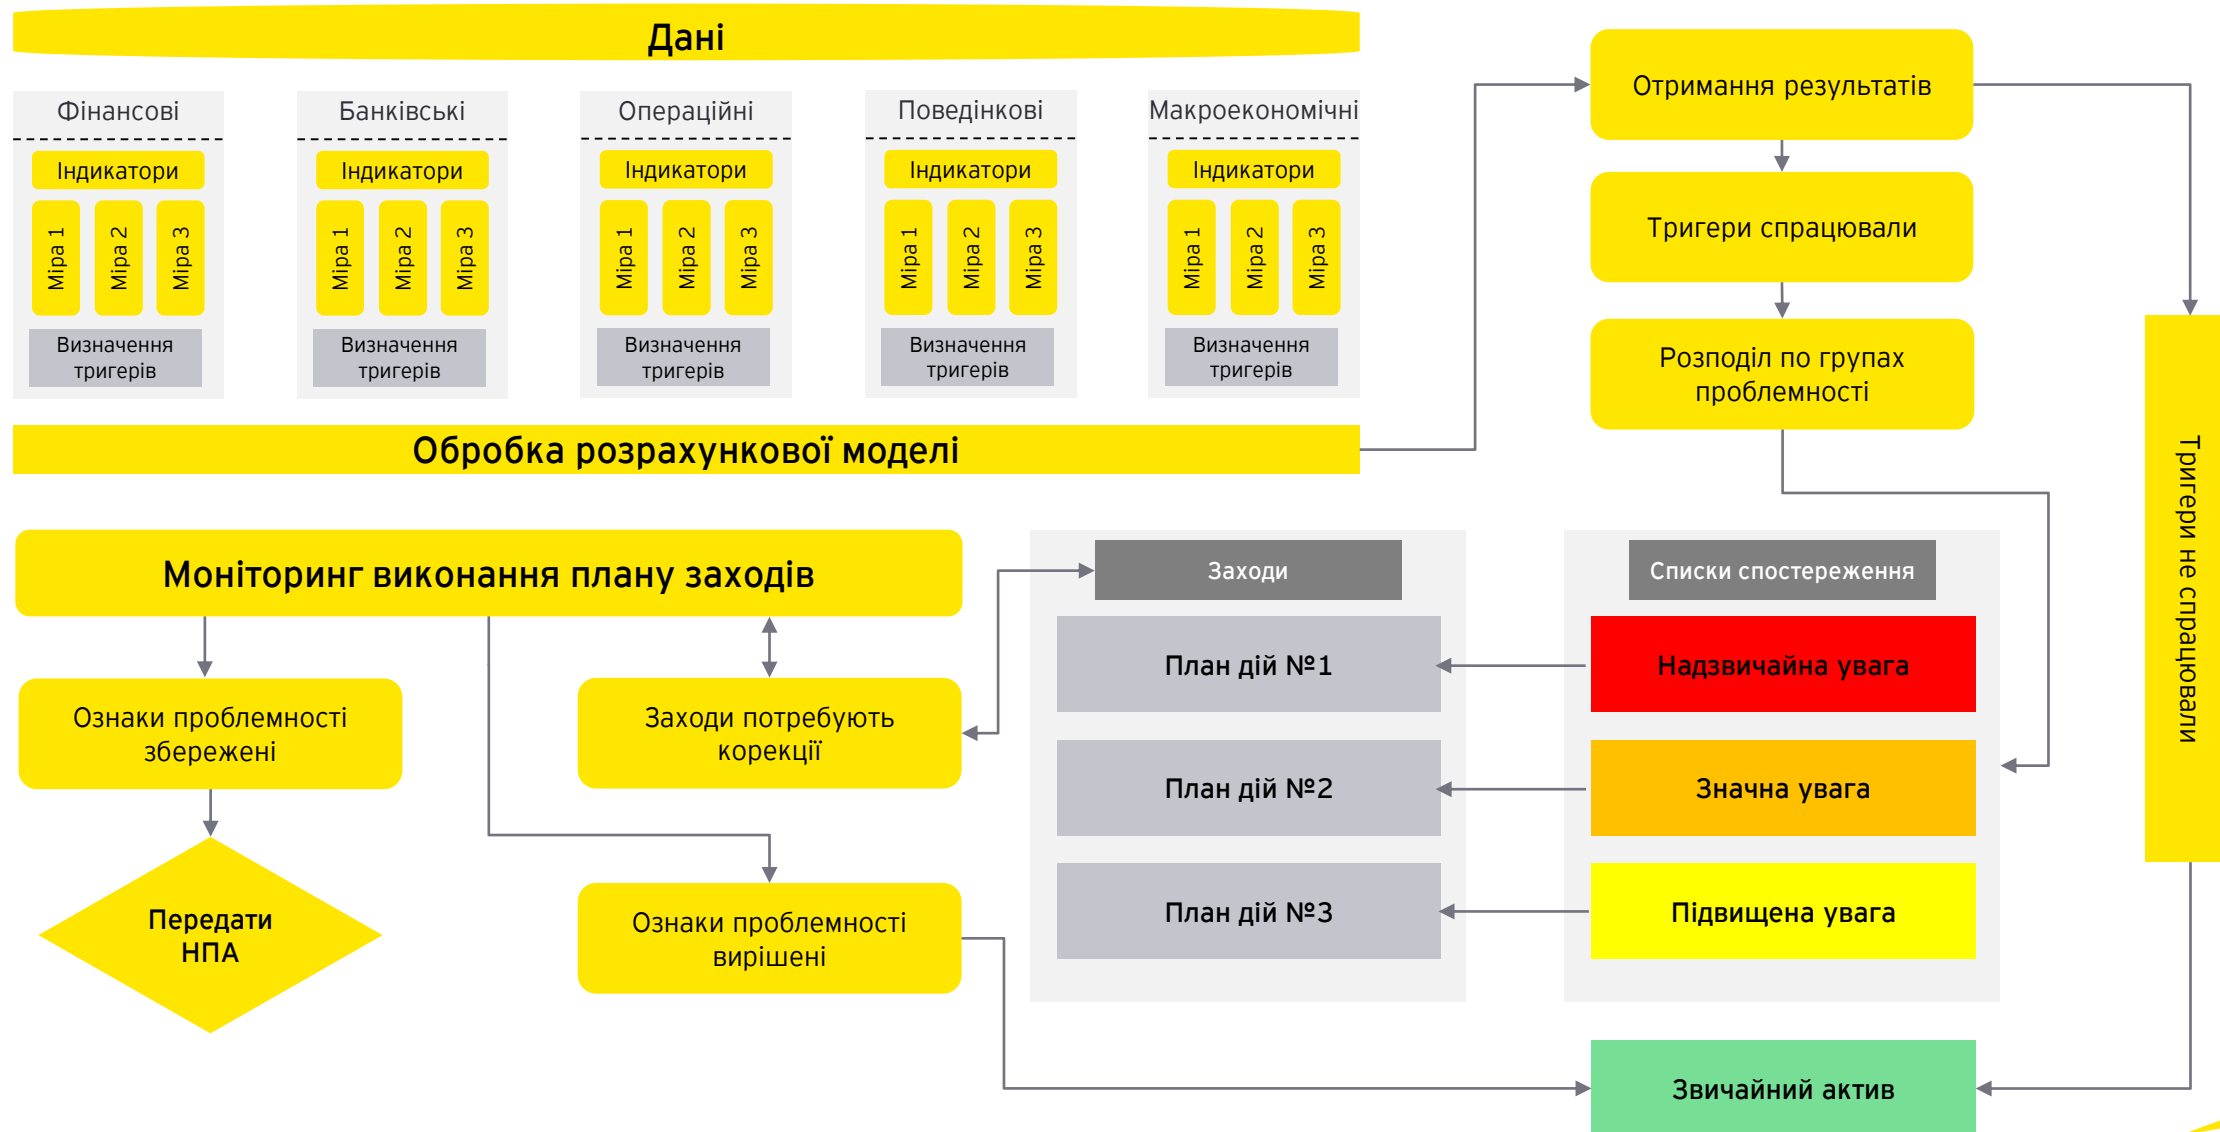 Дані
Фінансові
Індикатори
Міра 1
Міра 2
Міра 3
Визначення
тригерів
Банківські
Індикатори
Міра 1
Міра 2
Міра 3
Визначення
тригерів
Операційні
Індикатори
Міра 1
Міра 2
Міра 3
Визначення
тригерів
Поведінкові
Індикатори
Міра 1
Міра 2
Міра 3
Визначення
тригерів
Макроекономічні
Індикатори
Міра 1
Міра 2
Міра 3
Визначення
тригерів
Обробка розрахункової моделі
Отримання результатів
Тригери спрацювали
Розподіл по групах
проблемності
Тригери не спрацювали
Моніторинг виконання плану заходів
Ознаки проблемності
збережені
Передати
НПА
Заходи потребують
корекції
Ознаки проблемності
вирішені
Заходи
План дій №1
План дій №2
План дій №3
Списки спостереження
Надзвичайна увага
Значна увага
Підвищена увага
Звичайний актив